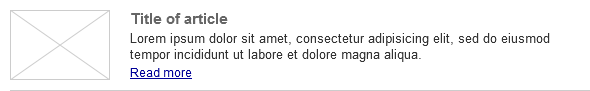 Title of article
Lorem ipsum dolor sit amet, consectetur adipisicing elit, sed do eiusmod
tempor incididunt ut labore et dolore magna aliqua.
Read more